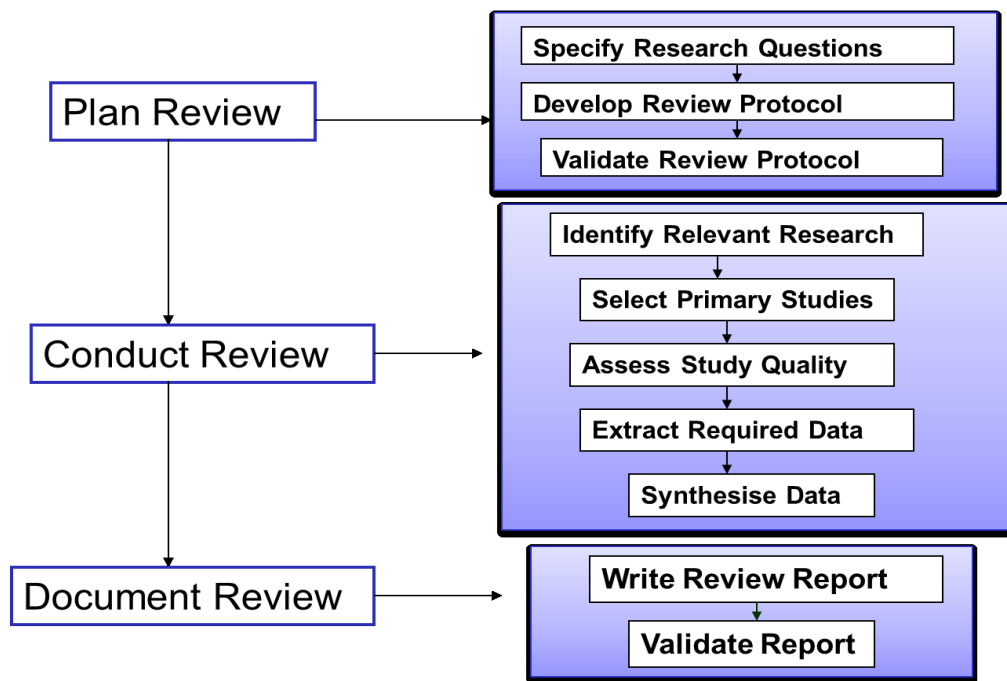 Plan Review
Specify Research Questions
Develop Review Protocol
Validate Review Protocol
Conduct Review
Identify Relevant Research
Select Primary Studies
Assess Study Quality
Extract Required Data
Synthesise Data
Document Review
Write Review Report
Validate Report